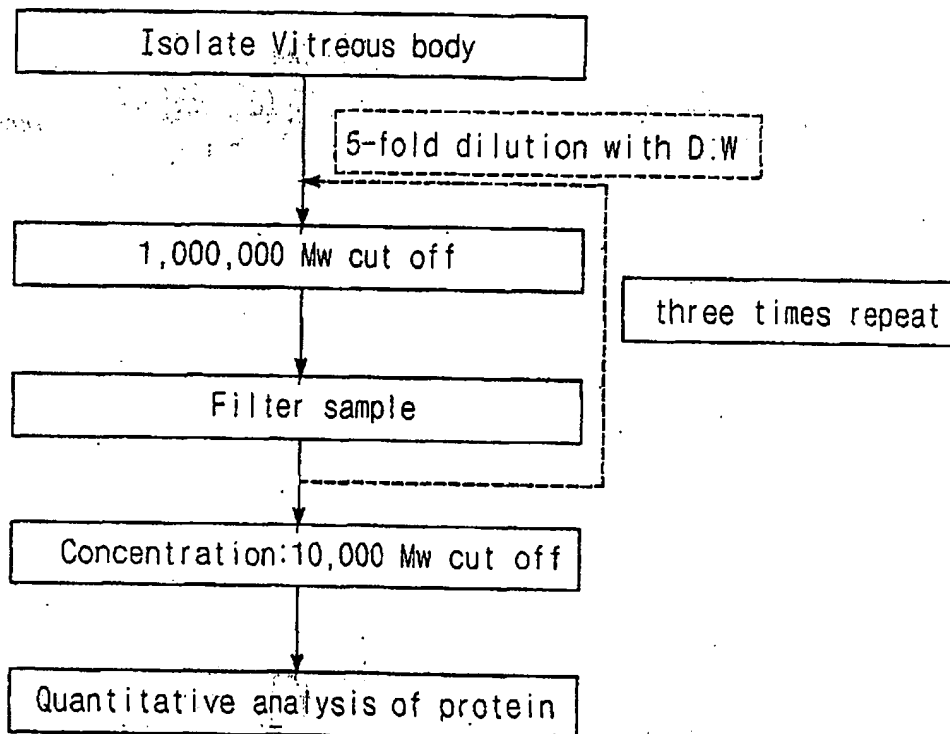 Isolate Vitreous body
5-fold dilution with D.W
1,000,000 Mw cut off
three times repeat
Filter sample
Concentration:10,000 Mw cut off
Quantitative analysis of protein